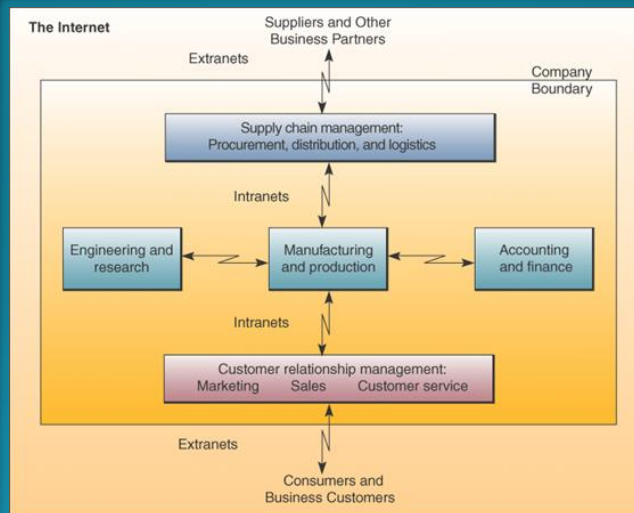 The Internet
Suppliers and Other
Business Partners
Extranets
Company
Boundary
Supply chain management:
Procurement, distribution, and logistics
Intranets
Engineering and
research
Manufacturing
and production
Accounting
and finance
Intranets
Customer relationship management:
Marketing Sales Customer service
Extranets
Consumers and
Business Customers